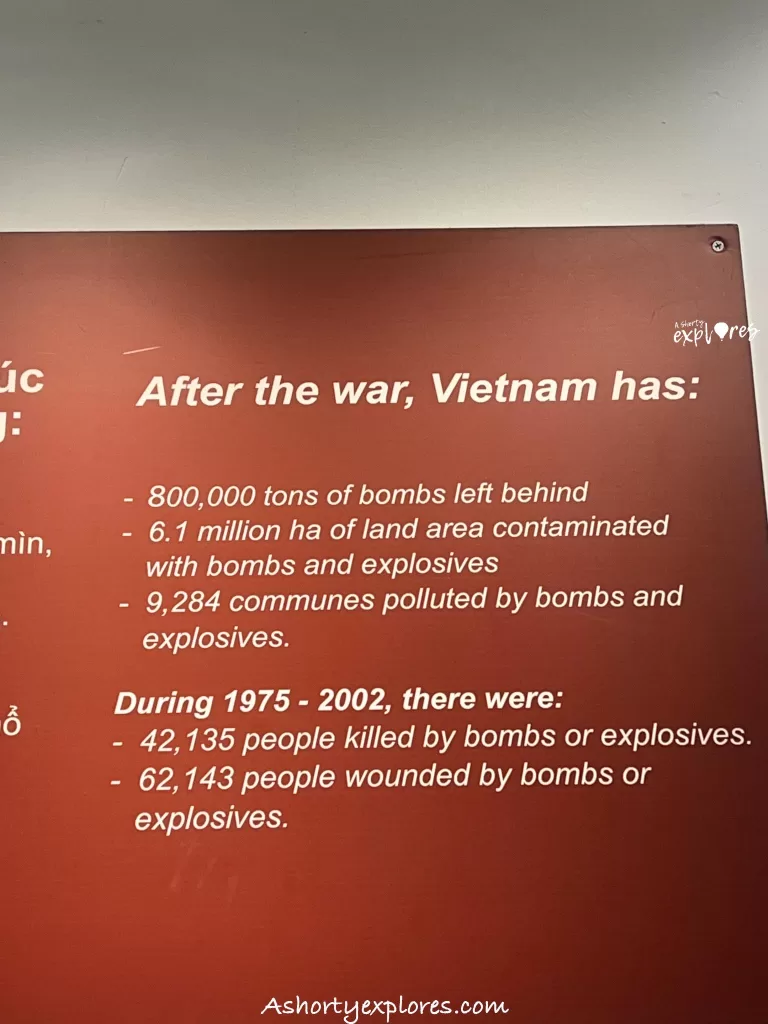 A Shorty
explores
úc
g:
mìn,
.
ổ
After the war, Vietnam has:
- 800,000 tons of bombs left behind
- 6.1 million ha of land area contaminated
with bombs and explosives
- 9,284 communes polluted by bombs and
explosives.
During 1975 - 2002, there were:
- 42,135 people killed by bombs or explosives.
- 62,143 people wounded by bombs or
explosives.
Ashortyexplores.com